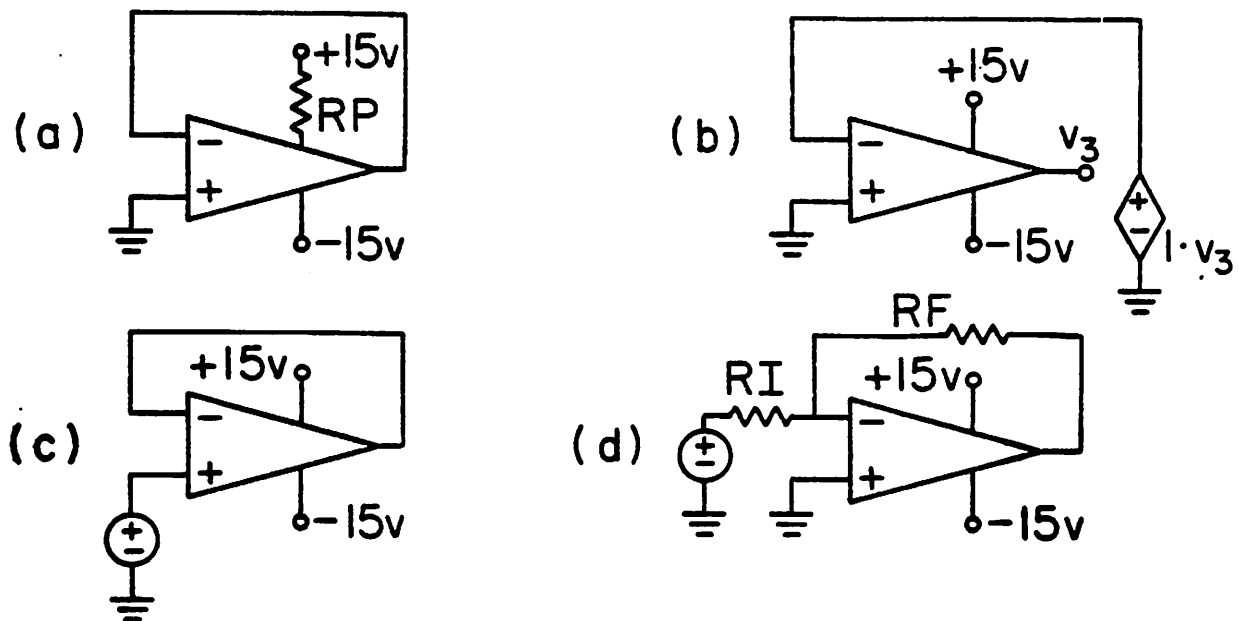 (a)
+15v
RP
-
+
-15v
(b)
+15v
v3
-
+
-15v
+
-
1·v3
(c)
+15v
-
+
-15v
+
-
(d)
RF
RI
+15v
-
+
-15v
+
-